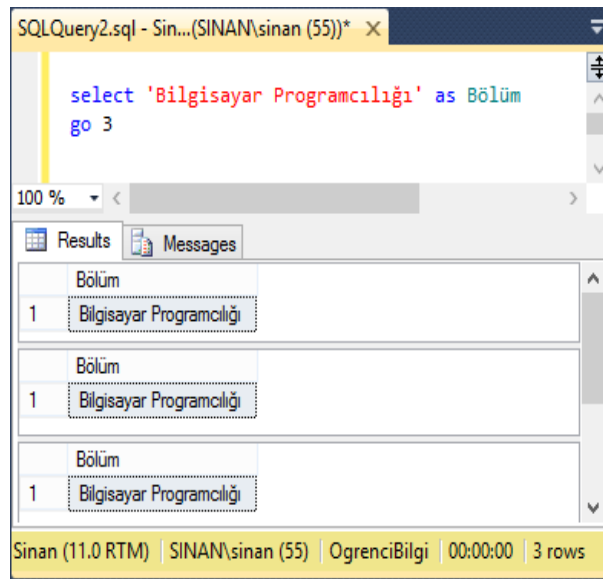 SQLQuery2.sql - Sin...(SINAN\sinan (55))* X
select 'Bilgisayar Programcılığı' as Bölüm
go 3
100 %
Results Messages
Bölüm
1 Bilgisayar Programcılığı
Bölüm
1 Bilgisayar Programcılığı
Bölüm
1 Bilgisayar Programcılığı
Sinan (11.0 RTM) SINAN\sinan (55) OgrenciBilgi 00:00:00 3 rows